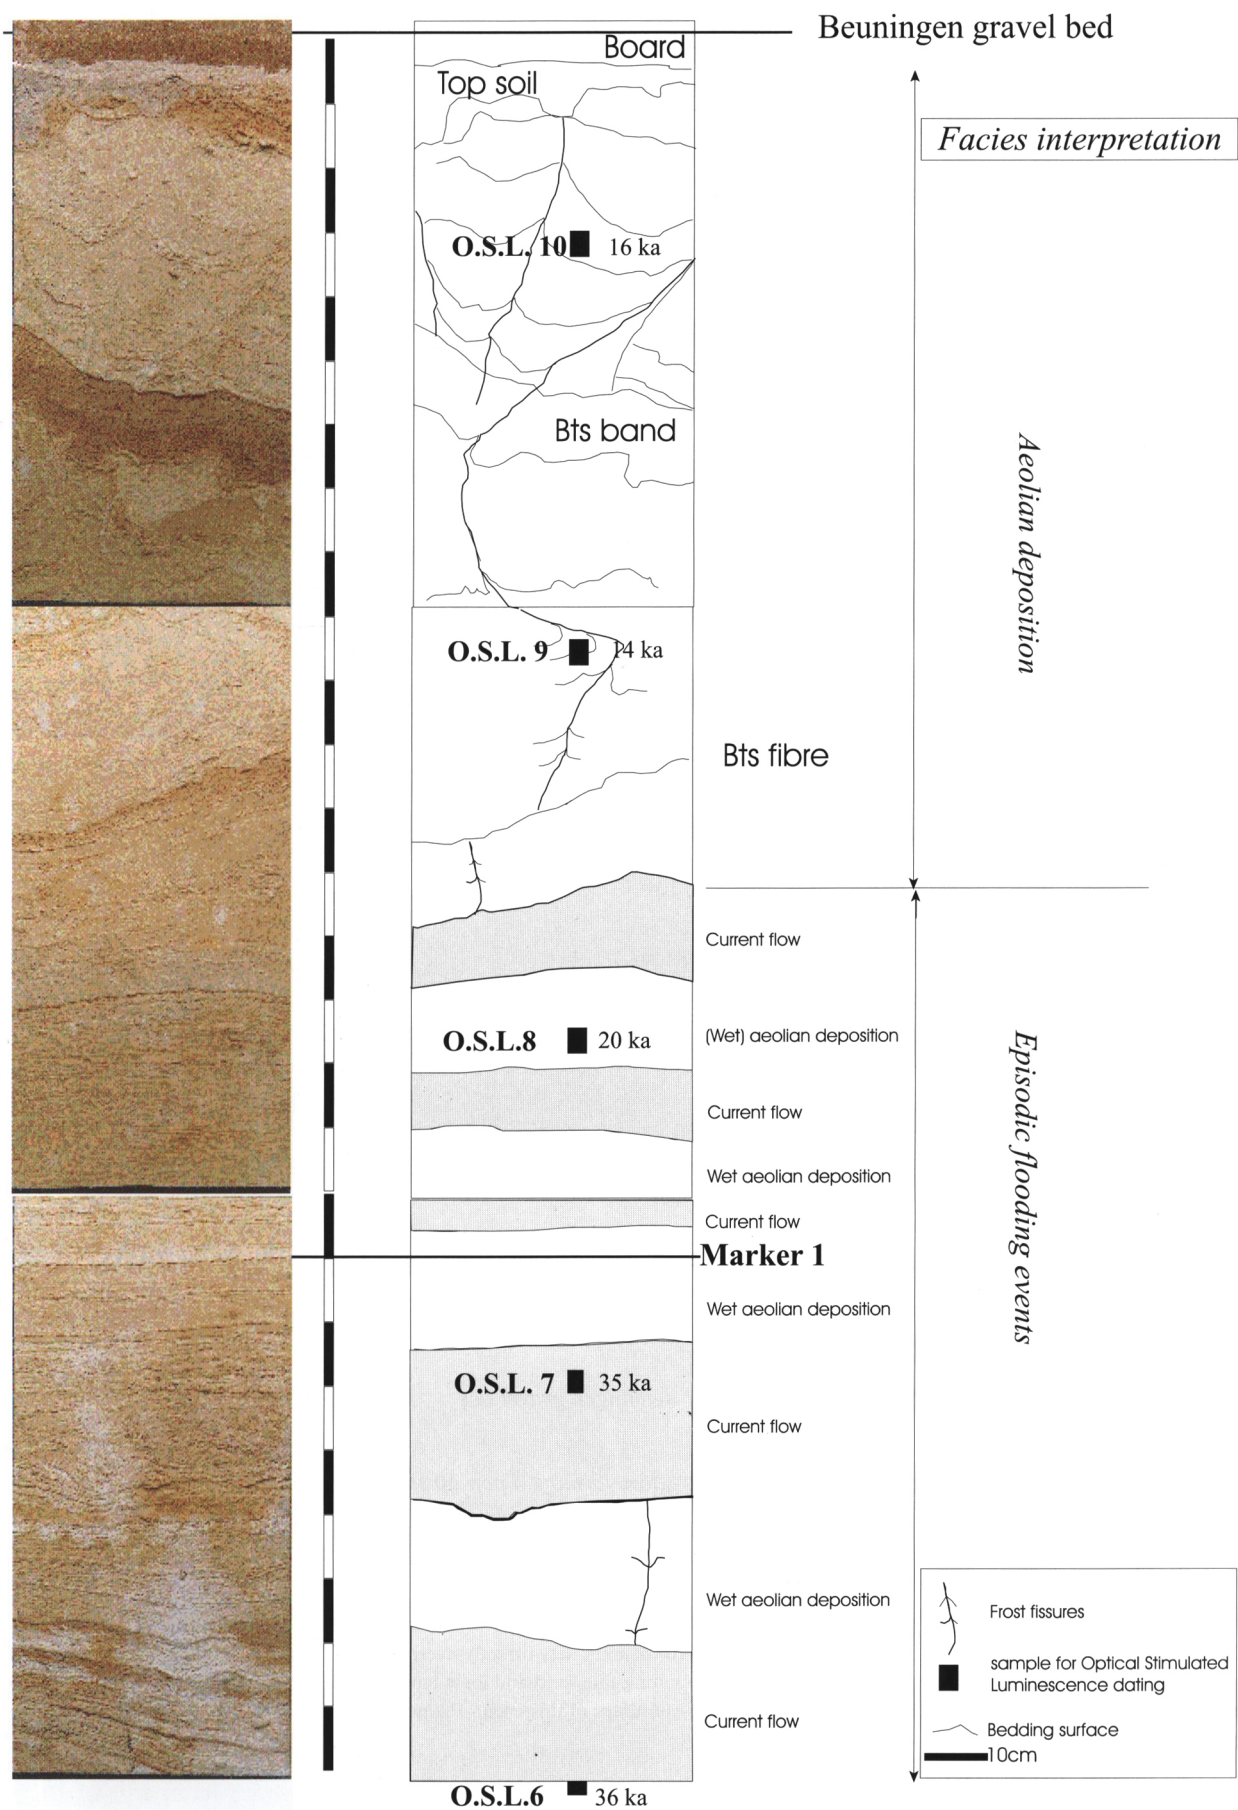 Beuningen gravel bed
Board
Top soil
Facies interpretation
O.S.L. 10 16 ka
Bts band
Aeolian deposition
O.S.L. 9 14 ka
Bts fibre
Current flow
O.S.L.8 20 ka
(Wet) aeolian deposition
Current flow
Wet aeolian deposition
Episodic flooding events
Current flow
Marker 1
Wet aeolian deposition
O.S.L. 7 35 ka
Current flow
Wet aeolian deposition
Current flow
O.S.L.6 36 ka
Frost fissures
sample for Optical Stimulated
Luminescence dating
Bedding surface
10cm